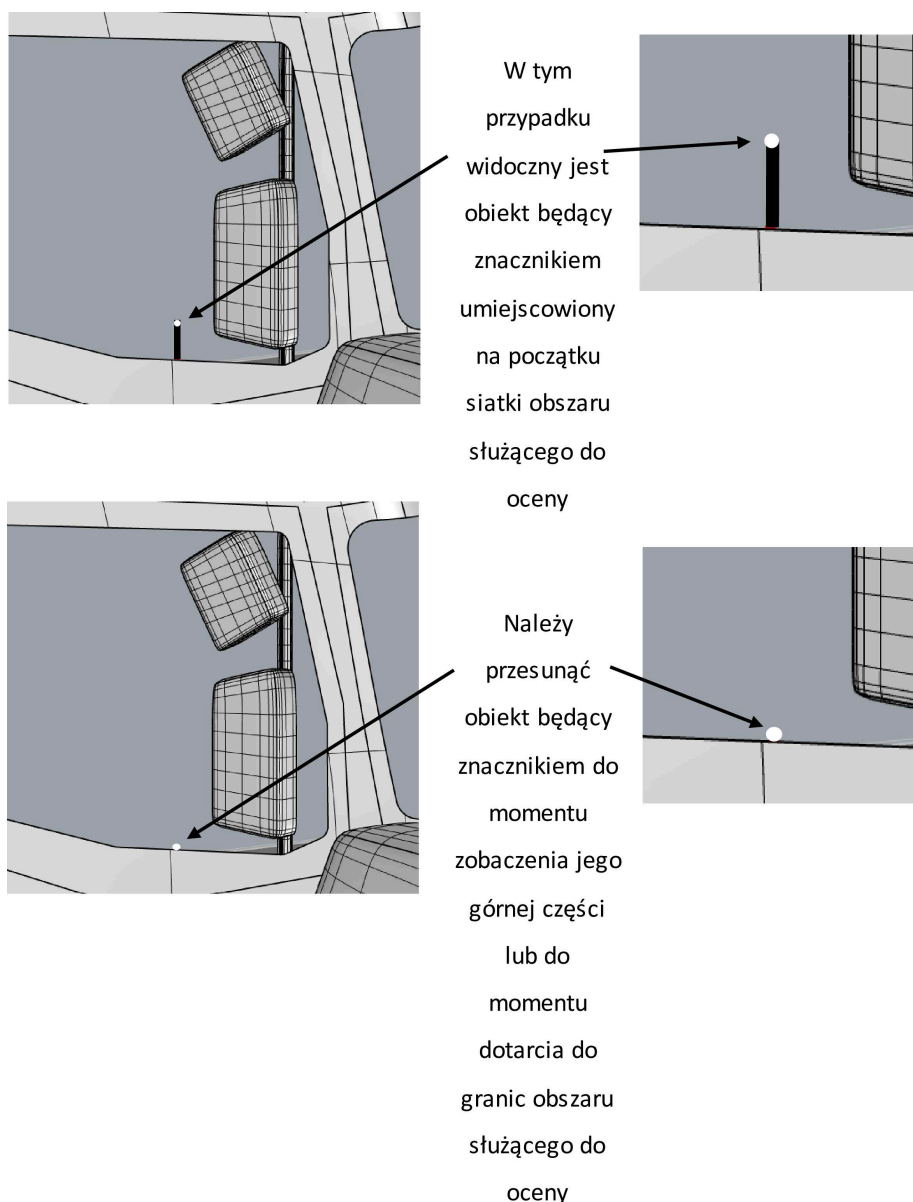 W tym
przypadku
widoczny jest
obiekt będący
znacznikiem
umiejscowiony
na początku
siatki obszaru
służącego do
oceny
Należy
przesunąć
obiekt będący
znacznikiem do
momentu
zobaczenia jego
górnej części
lub do
momentu
dotarcia do
granic obszaru
służącego do
oceny